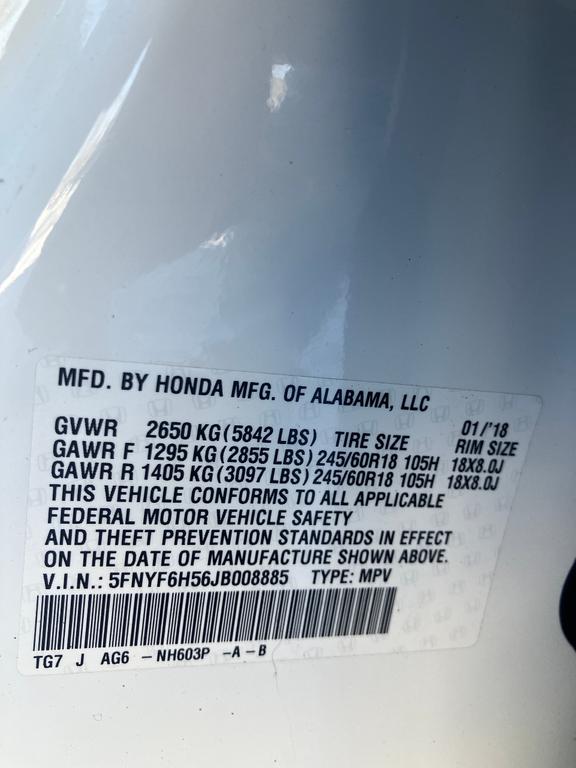 MFD. BY HONDA MFG. OF ALABAMA, LLC
GVWR 2650 KG(5842 LBS) TIRE SIZE 01/'18 RIM SIZE
GAWR F 1295 KG(2855 LBS) 245/60R18 105H 18X8.0J
GAWR R 1405 KG(3097 LBS) 245/60R18 105H 18X8.0J
THIS VEHICLE CONFORMS TO ALL APPLICABLE
FEDERAL MOTOR VEHICLE SAFETY
AND THEFT PREVENTION STANDARDS IN EFFECT
ON THE DATE OF MANUFACTURE SHOWN ABOVE.
V.I.N.: 5FNYF6H56JB008885 TYPE: MPV
TG7 J AG6 - NH603P -A-B